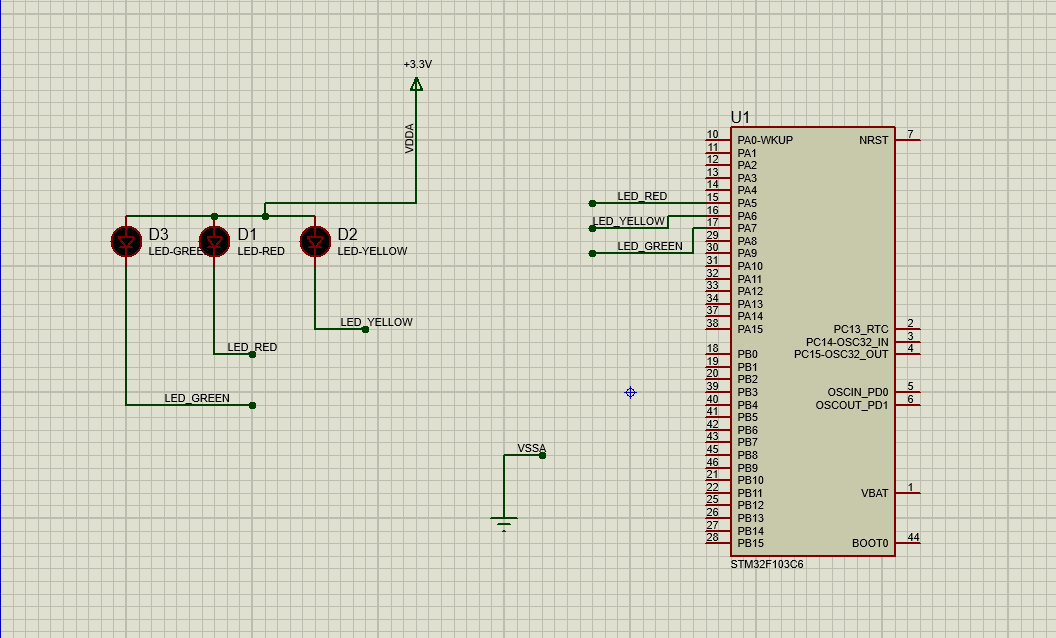 +3.3V
VDDA
D3
LED-GREE
D1
LED-RED
D2
LED-YELLOW
LED_YELLOW
LED_RED
LED_GREEN
VSSA
LED_RED
LED_YELLOW
LED_GREEN
U1
10 PA0-WKUP NRST 7
11 PA1
12 PA2
13 PA3
14 PA4
15 PA5
16 PA6
17 PA7
29 PA8
30 PA9
31 PA10
32 PA11
33 PA12
34 PA13
37 PA14
38 PA15 PC13_RTC 2
PC14-OSC32_IN 3
18 PB0 PC15-OSC32_OUT 4
19 PB1
20 PB2
39 PB3 OSCIN_PD0 5
40 PB4 OSCOUT_PD1 6
41 PB5
42 PB6
43 PB7
45 PB8
46 PB9
21 PB10
22 PB11 VBAT 1
25 PB12
26 PB13
27 PB14
28 PB15 BOOT0 44
STM32F103C6